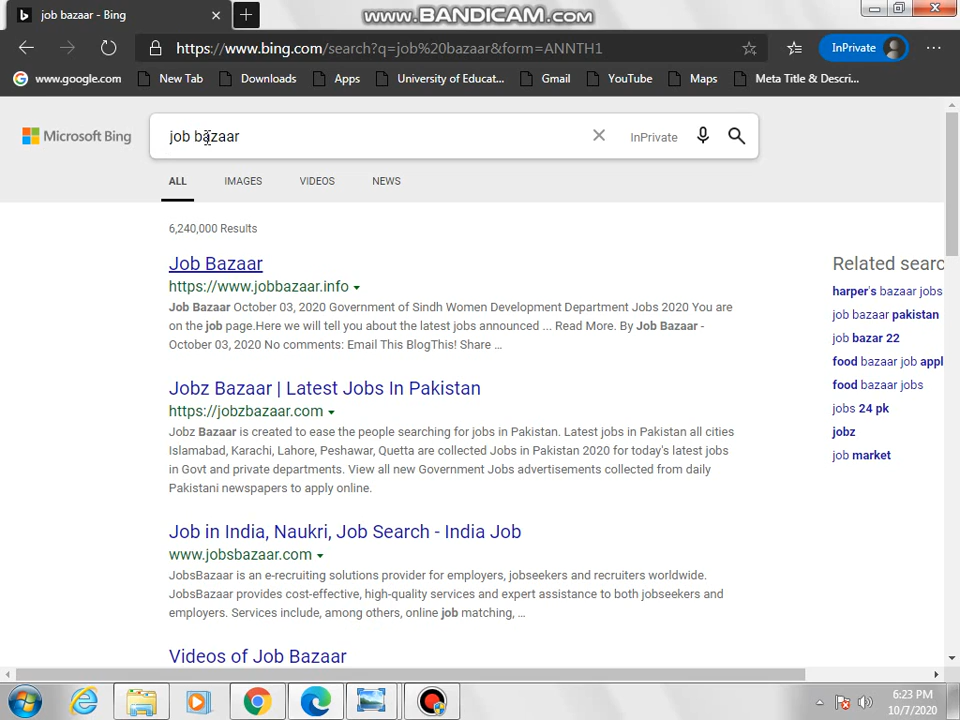 job bazaar - Bing
www.BANDICAM.com
https://www.bing.com/search?q=job%20bazaar&form=ANNTH1
InPrivate
www.google.com
New Tab
Downloads
Apps
University of Educat...
Gmail
YouTube
Maps
Meta Title & Descri...
Microsoft Bing
job bazaar
InPrivate
ALL
IMAGES
VIDEOS
NEWS
6,240,000 Results
Job Bazaar
https://www.jobbazaar.info
Job Bazaar October 03, 2020 Government of Sindh Women Development Department Jobs 2020 You are
on the job page.Here we will tell you about the latest jobs announced ... Read More. By Job Bazaar -
October 03, 2020 No comments: Email This BlogThis! Share ...
Jobz Bazaar | Latest Jobs In Pakistan
https://jobzbazaar.com
Jobz Bazaar is created to ease the people searching for jobs in Pakistan. Latest jobs in Pakistan all cities
Islamabad, Karachi, Lahore, Peshawar, Quetta are collected Jobs in Pakistan 2020 for today's latest jobs
in Govt and private departments. View all new Government Jobs advertisements collected from daily
Pakistani newspapers to apply online.
Job in India, Naukri, Job Search - India Job
www.jobsbazaar.com
JobsBazaar is an e-recruiting solutions provider for employers, jobseekers and recruiters worldwide.
JobsBazaar provides cost-effective, high-quality services and expert assistance to both jobseekers and
employers. Services include, among others, online job matching, ...
Videos of Job Bazaar
Related searc
harper's bazaar jobs
job bazaar pakistan
job bazar 22
food bazaar job appl
food bazaar jobs
jobs 24 pk
jobz
job market
6:23 PM
10/7/2020